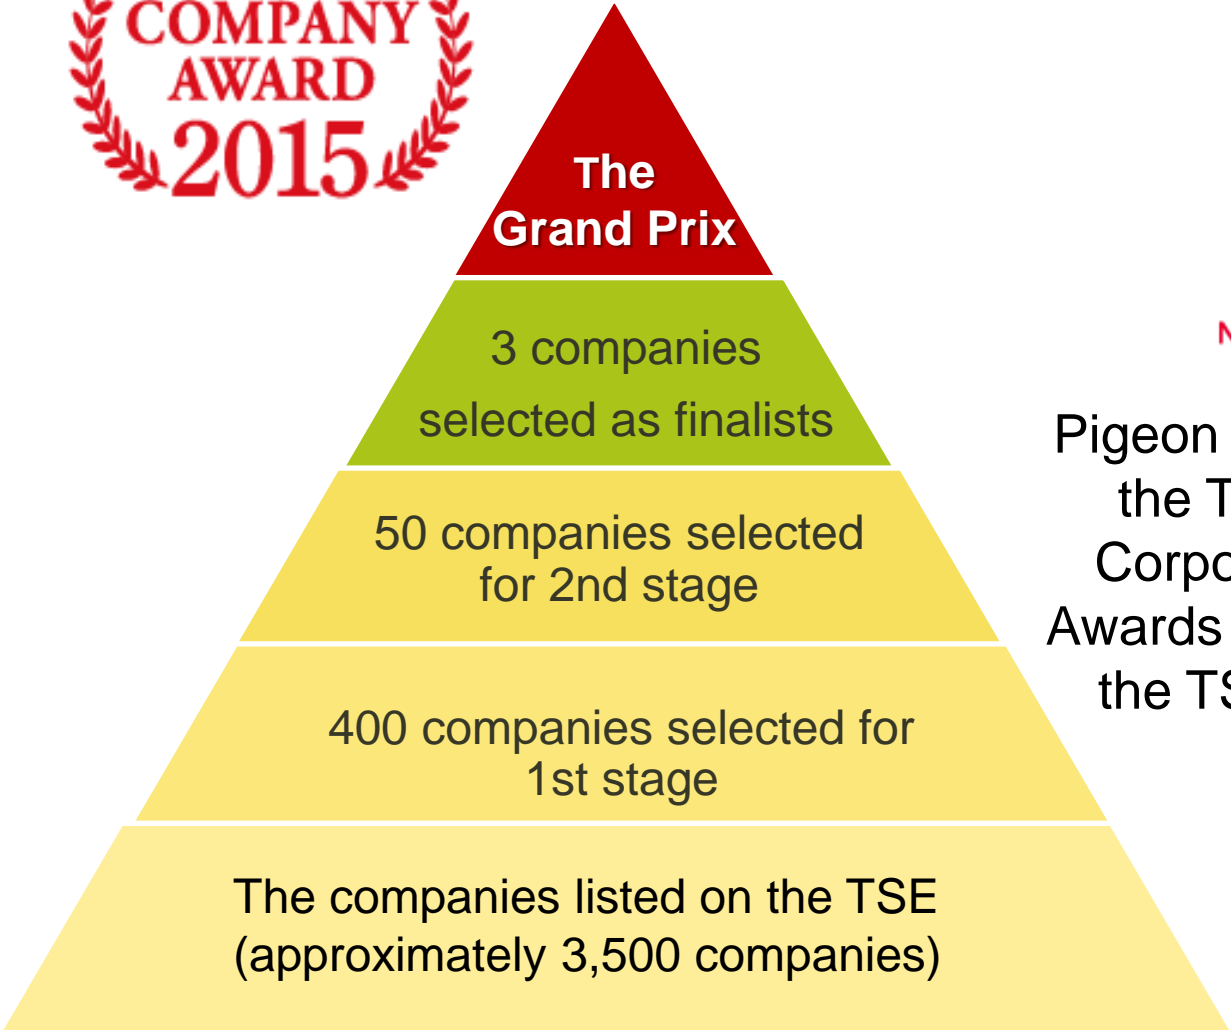 COMPANY
AWARD
2015
The
Grand Prix
3 companies
selected as finalists
50 companies selected
for 2nd stage
400 companies selected for
1st stage
The companies listed on the TSE
(approximately 3,500 companies)
Pigeon
the
Awards
the